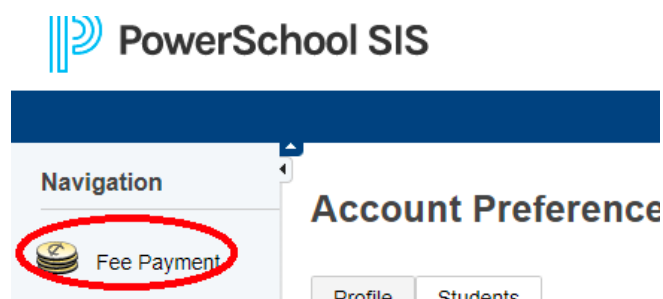 PowerSchool SIS
Navigation
Account Preference
Fee Payment
Profile
Students